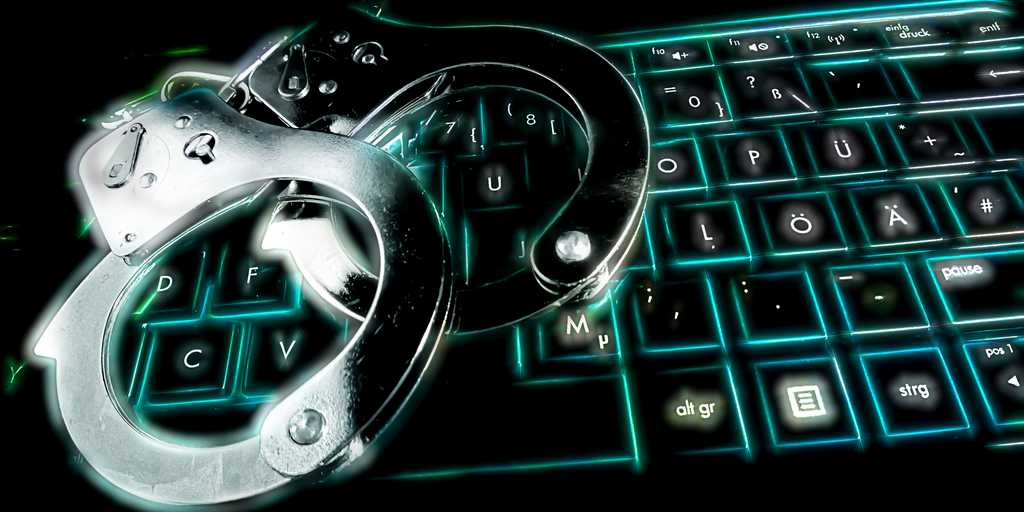 f10 f11 f12 einfg druck entf
7 { ( 8 [ = 0 } ? ß \ ` ´
U O P Ü * + ~
D F J L Ö Ä ' #
C V M µ ; , : . _ -
pause
alt gr strg pos 1
Y